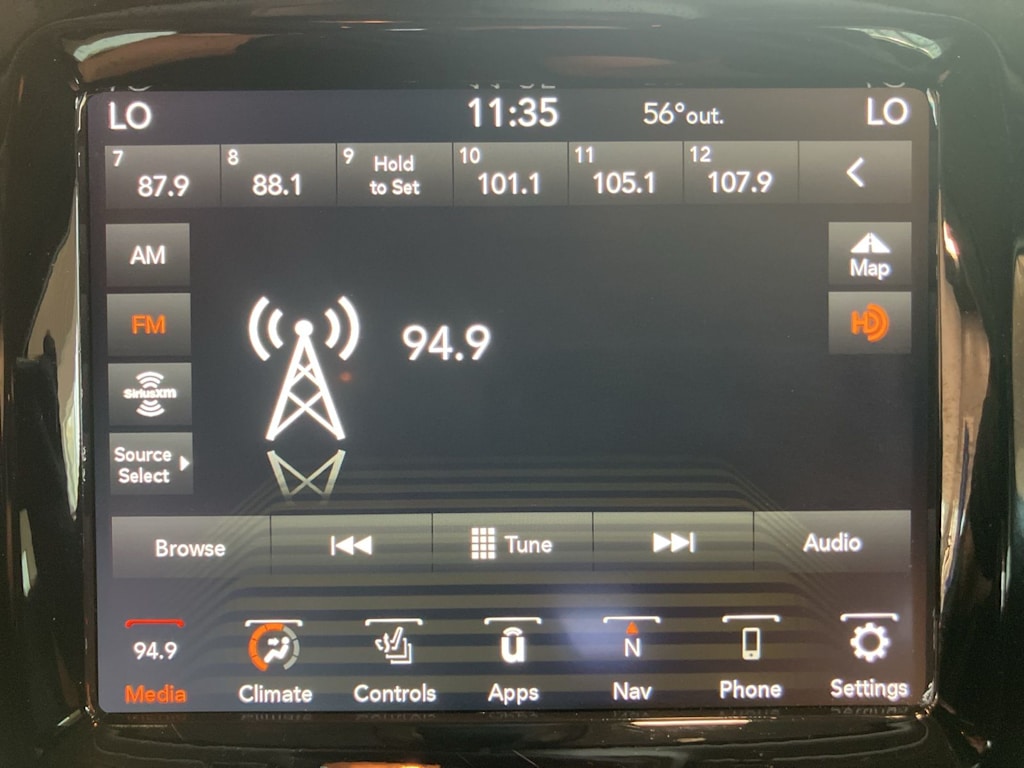 LO 11:35 56°out. LO
7 87.9 8 88.1 9 Hold to Set 10 101.1 11 105.1 12 107.9
AM
Map
FM
HD
94.9
SiriusXM
Source
Select
Browse Tune Audio
94.9 N
Media Climate Controls Apps Nav Phone Settings